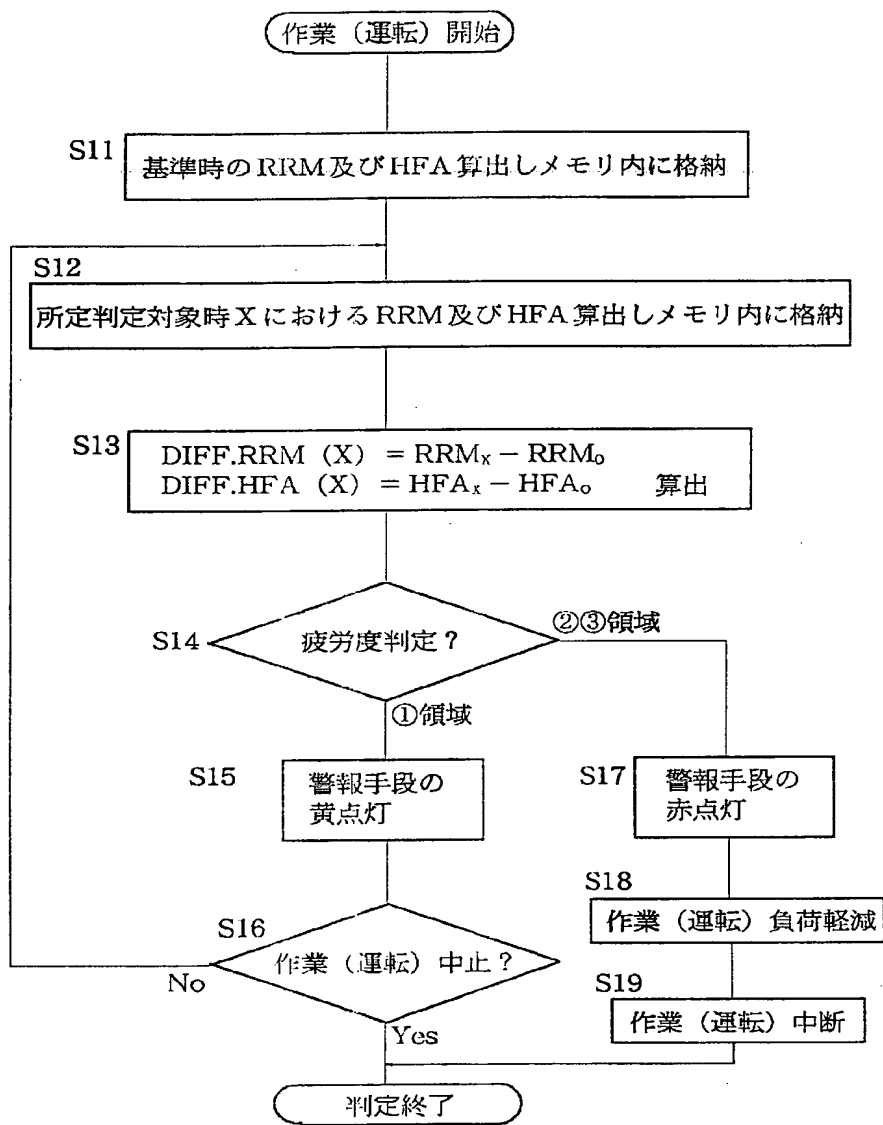 作業（運転）開始
S11
基準時のRRM及びHFA算出しメモリ内に格納
S12
所定判定対象時XにおけるRRM及びHFA算出しメモリ内に格納
S13
DIFF.RRM (X) = RRMx − RRMo
DIFF.HFA (X) = HFAx − HFAo 算出
S14
疲労度判定？
②③領域
①領域
S15
警報手段の
黄点灯
S17
警報手段の
赤点灯
S16
作業（運転）中止？
No
Yes
S18
作業（運転）負荷軽減
S19
作業（運転）中断
判定終了